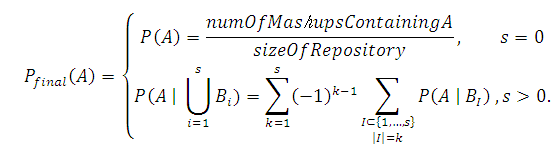 P_final(A) = { P(A) = numOfMashupsContainingA / sizeOfRepository, s = 0
P(A | ⋃_{i=1}^{s} B_i) = ∑_{k=1}^{s} (-1)^{k-1} ∑_{I⊂{1,…,s} |I|=k} P(A | B_I) , s > 0.